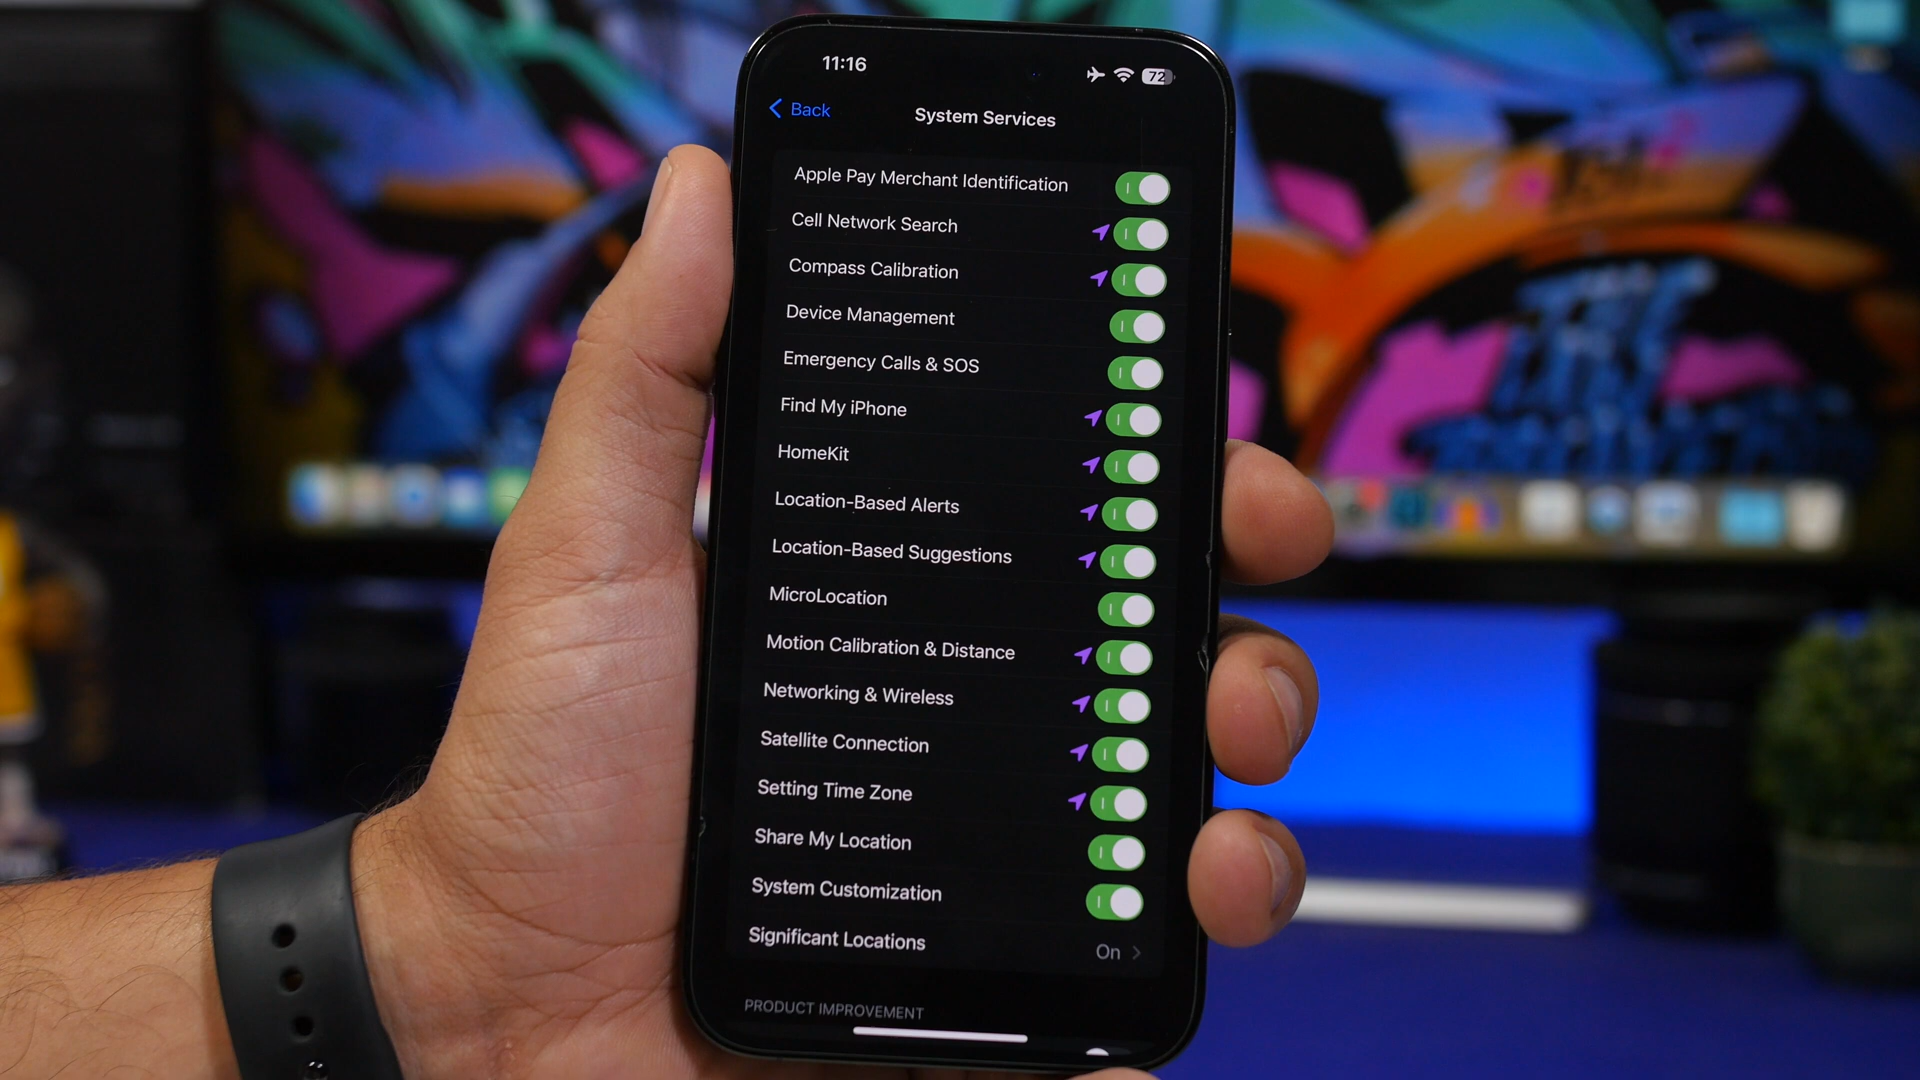 11:16
72
Back
System Services
Apple Pay Merchant Identification
Cell Network Search
Compass Calibration
Device Management
Emergency Calls & SOS
Find My iPhone
HomeKit
Location-Based Alerts
Location-Based Suggestions
MicroLocation
Motion Calibration & Distance
Networking & Wireless
Satellite Connection
Setting Time Zone
Share My Location
System Customization
Significant Locations On
PRODUCT IMPROVEMENT